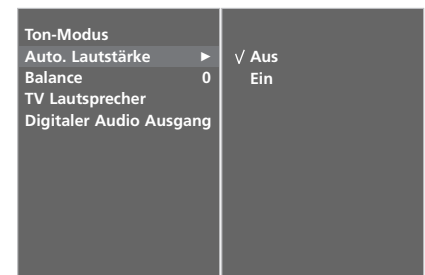 Ton-Modus
Auto. Lautstärke ► √ Aus
Balance 0 Ein
TV Lautsprecher
Digitaler Audio Ausgang